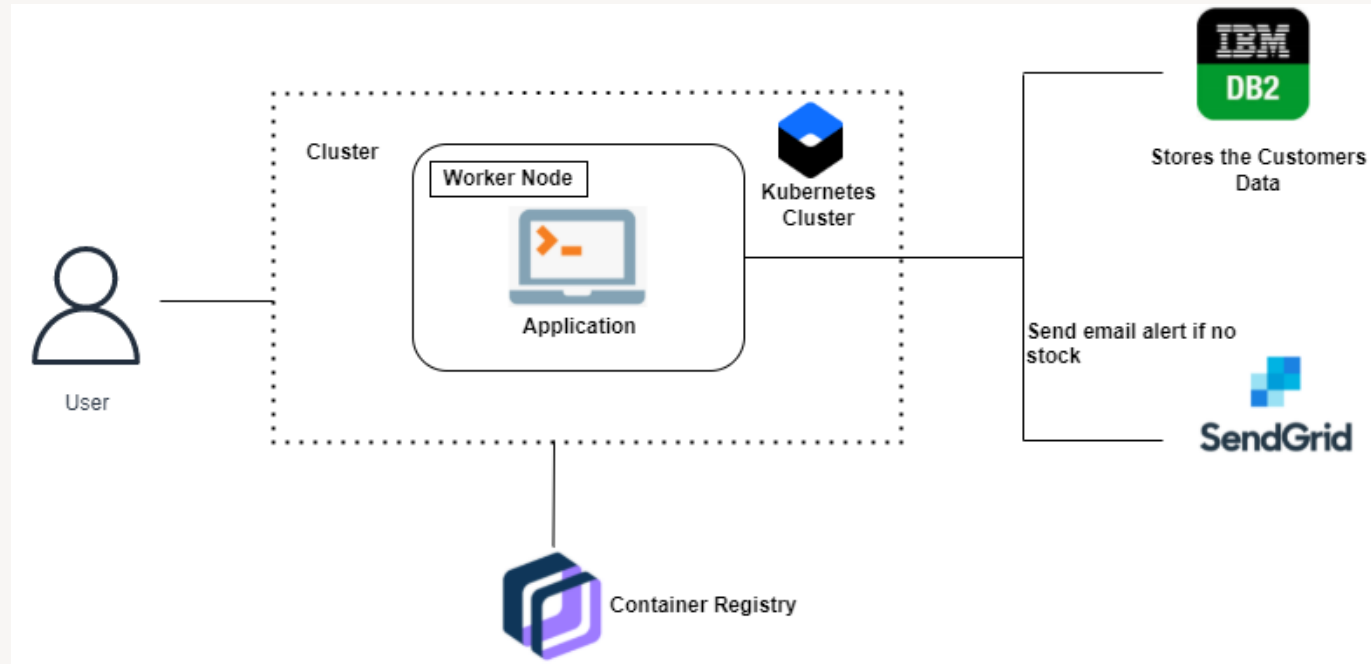 IBM
DB2
Stores the Customers
Data
Cluster
Worker Node
Kubernetes
Cluster
Application
User
Send email alert if no
stock
SendGrid
Container Registry